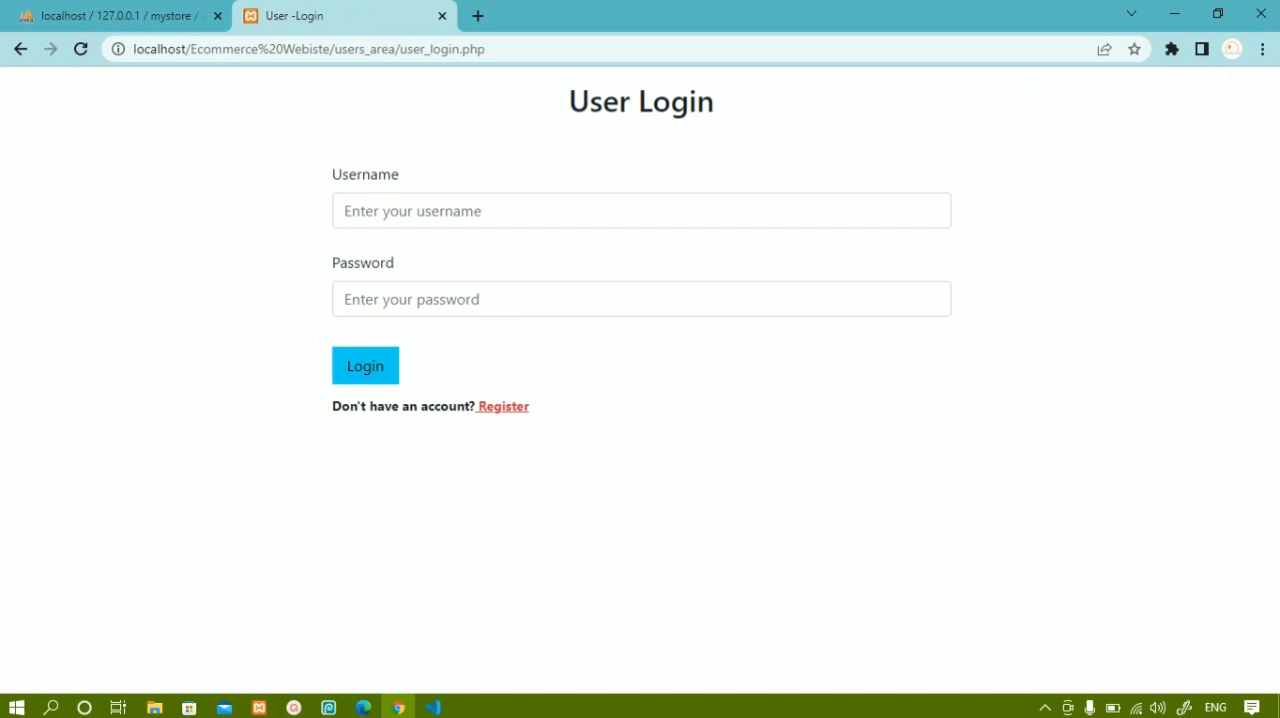 localhost / 127.0.0.1 / mystore /
User -Login
localhost/Ecommerce%20Webiste/users_area/user_login.php
User Login
Username
Enter your username
Password
Enter your password
Login
Don't have an account? Register
ENG